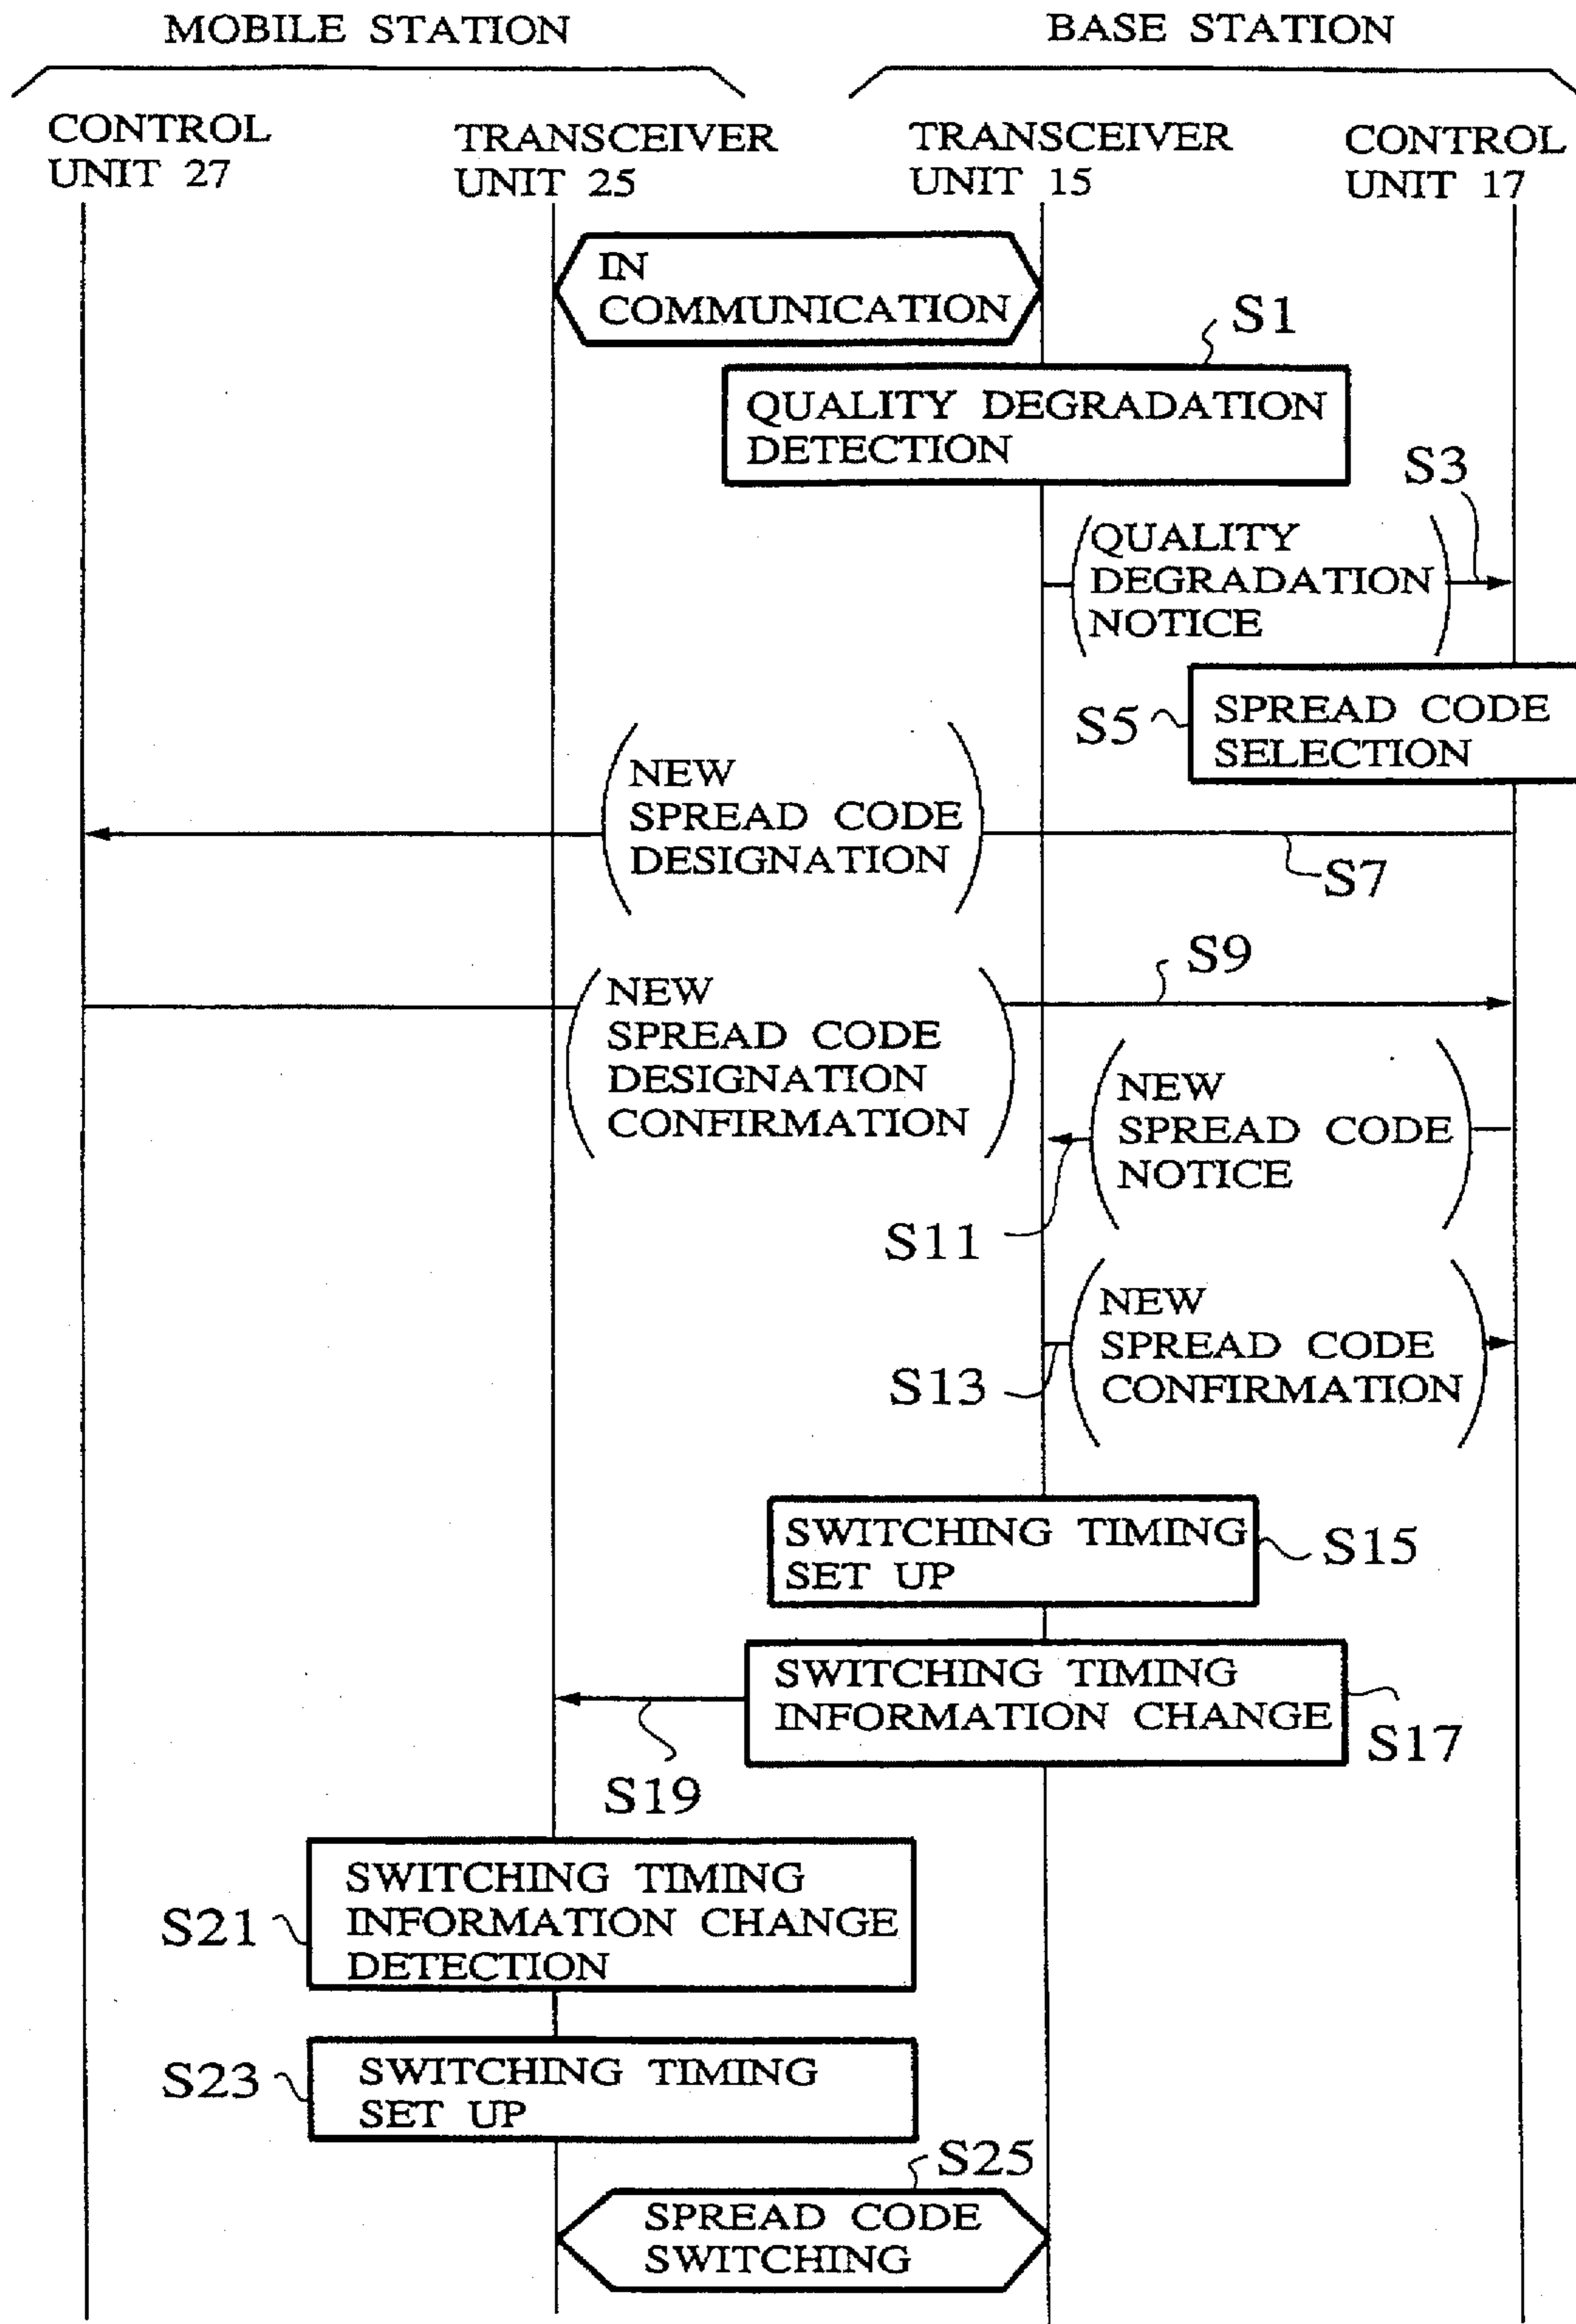 MOBILE STATION
BASE STATION
CONTROL
UNIT 27
TRANSCEIVER
UNIT 25
TRANSCEIVER
UNIT 15
CONTROL
UNIT 17
IN
COMMUNICATION
S1
QUALITY DEGRADATION
DETECTION
S3
QUALITY
DEGRADATION
NOTICE
S5
SPREAD CODE
SELECTION
NEW
SPREAD CODE
DESIGNATION
S7
S9
NEW
SPREAD CODE
DESIGNATION
CONFIRMATION
NEW
SPREAD CODE
NOTICE
S11
NEW
SPREAD CODE
CONFIRMATION
S13
SWITCHING TIMING
SET UP
S15
SWITCHING TIMING
INFORMATION CHANGE
S17
S19
SWITCHING TIMING
INFORMATION CHANGE
DETECTION
S21
S23
SWITCHING TIMING
SET UP
S25
SPREAD CODE
SWITCHING